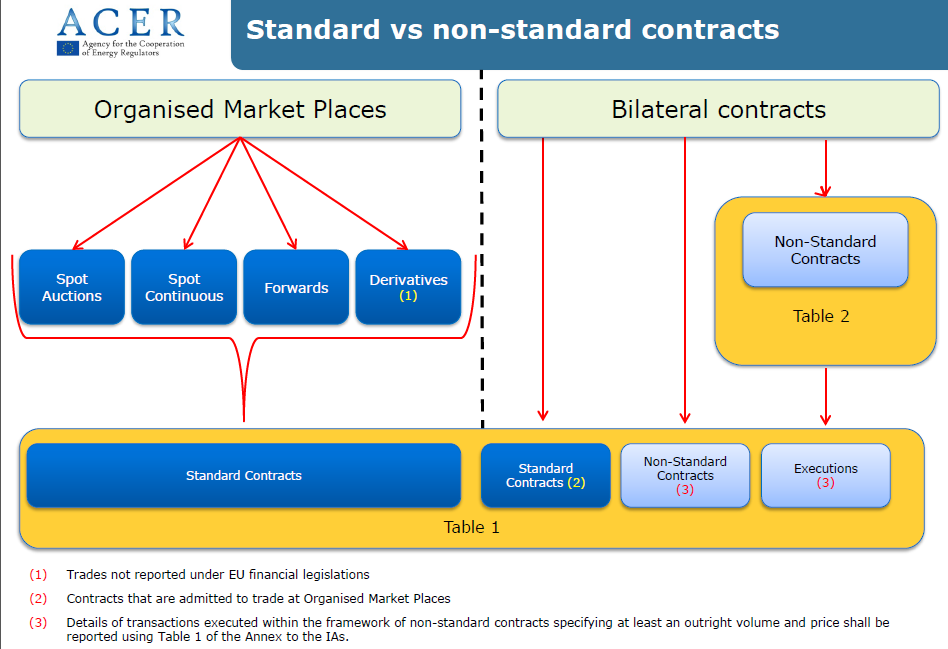 ACER
Agency for the Cooperation
of Energy Regulators
Standard vs non-standard contracts
Organised Market Places
Bilateral contracts
Spot
Auctions
Spot
Continuous
Forwards
Derivatives
(1)
Non-Standard
Contracts
Table 2
Standard Contracts
Standard
Contracts (2)
Non-Standard
Contracts
(3)
Executions
(3)
Table 1
(1) Trades not reported under EU financial legislations
(2) Contracts that are admitted to trade at Organised Market Places
(3) Details of transactions executed within the framework of non-standard contracts specifying at least an outright volume and price shall be
reported using Table 1 of the Annex to the IAs.